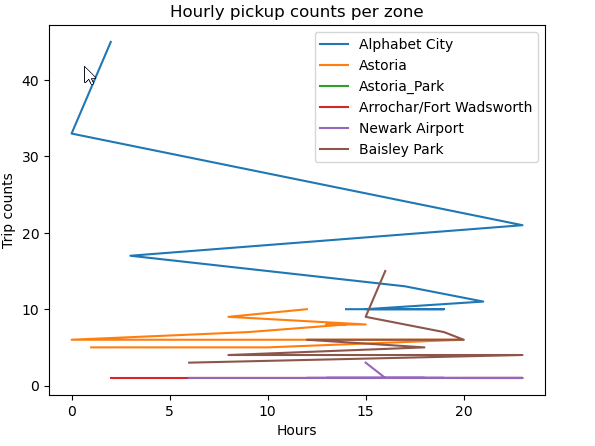 Hourly pickup counts per zone
Alphabet City
Astoria
Astoria_Park
Arrochar/Fort Wadsworth
Newark Airport
Baisley Park
Trip counts
40
30
20
10
0
0 5 10 15 20
Hours